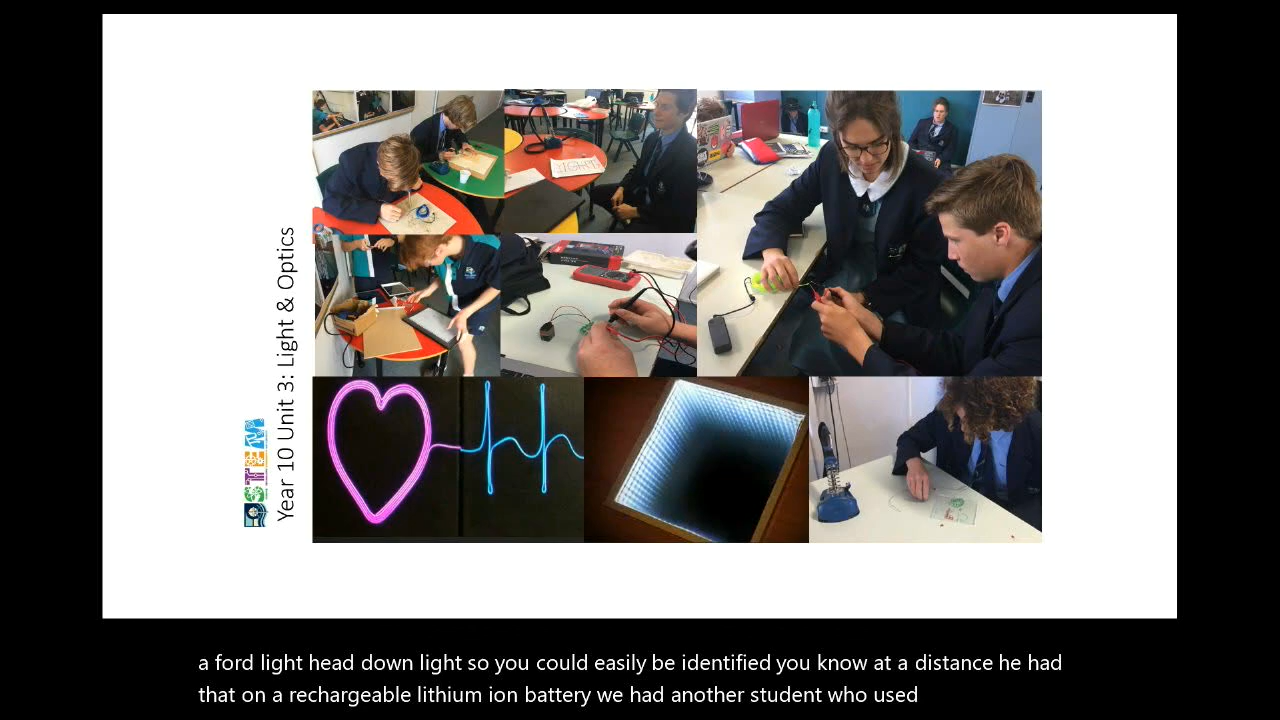 STEM
Year 10 Unit 3: Light & Optics
a ford light head down light so you could easily be identified you know at a distance he had
that on a rechargeable lithium ion battery we had another student who used